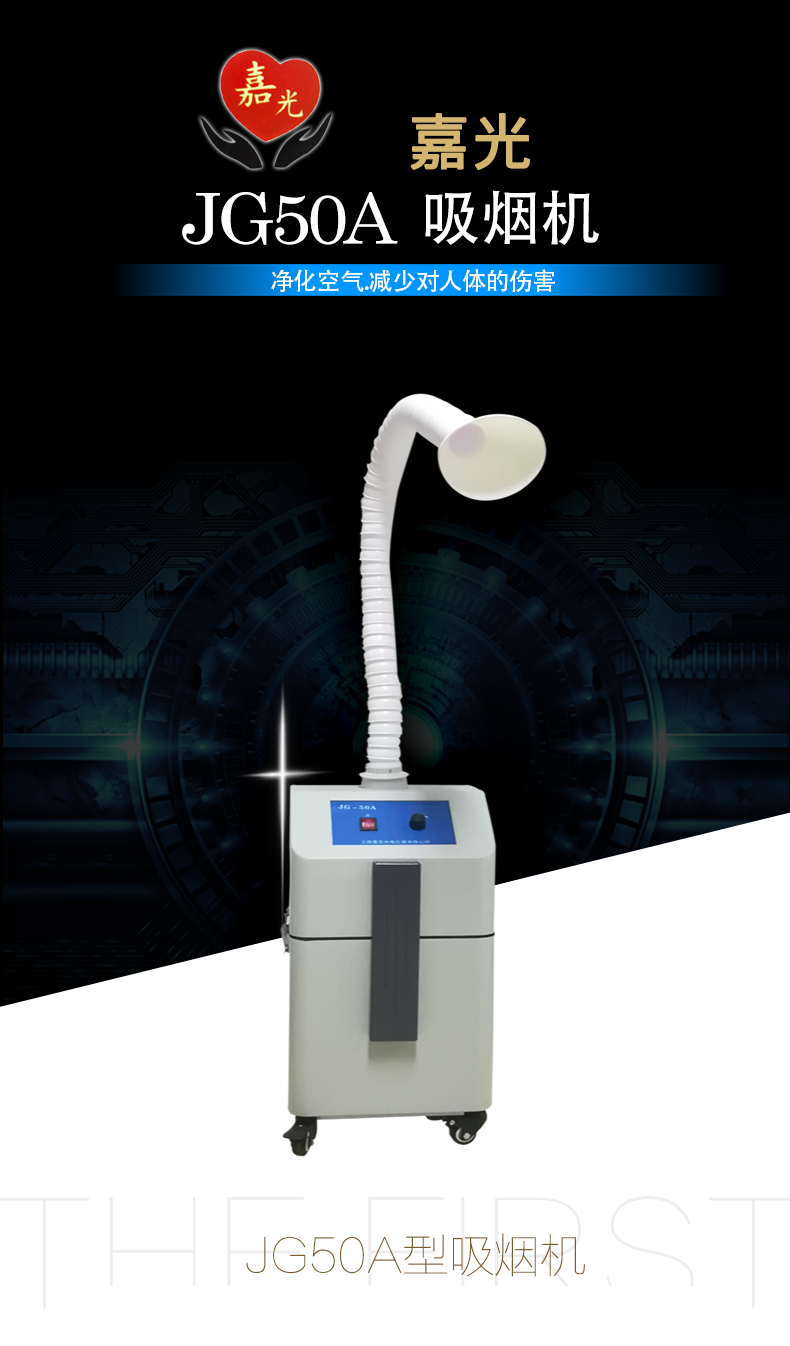 嘉光
嘉光
JG50A 吸烟机
净化空气.减少对人体的伤害
JG-50A
THE FIRST
JG50A型吸烟机